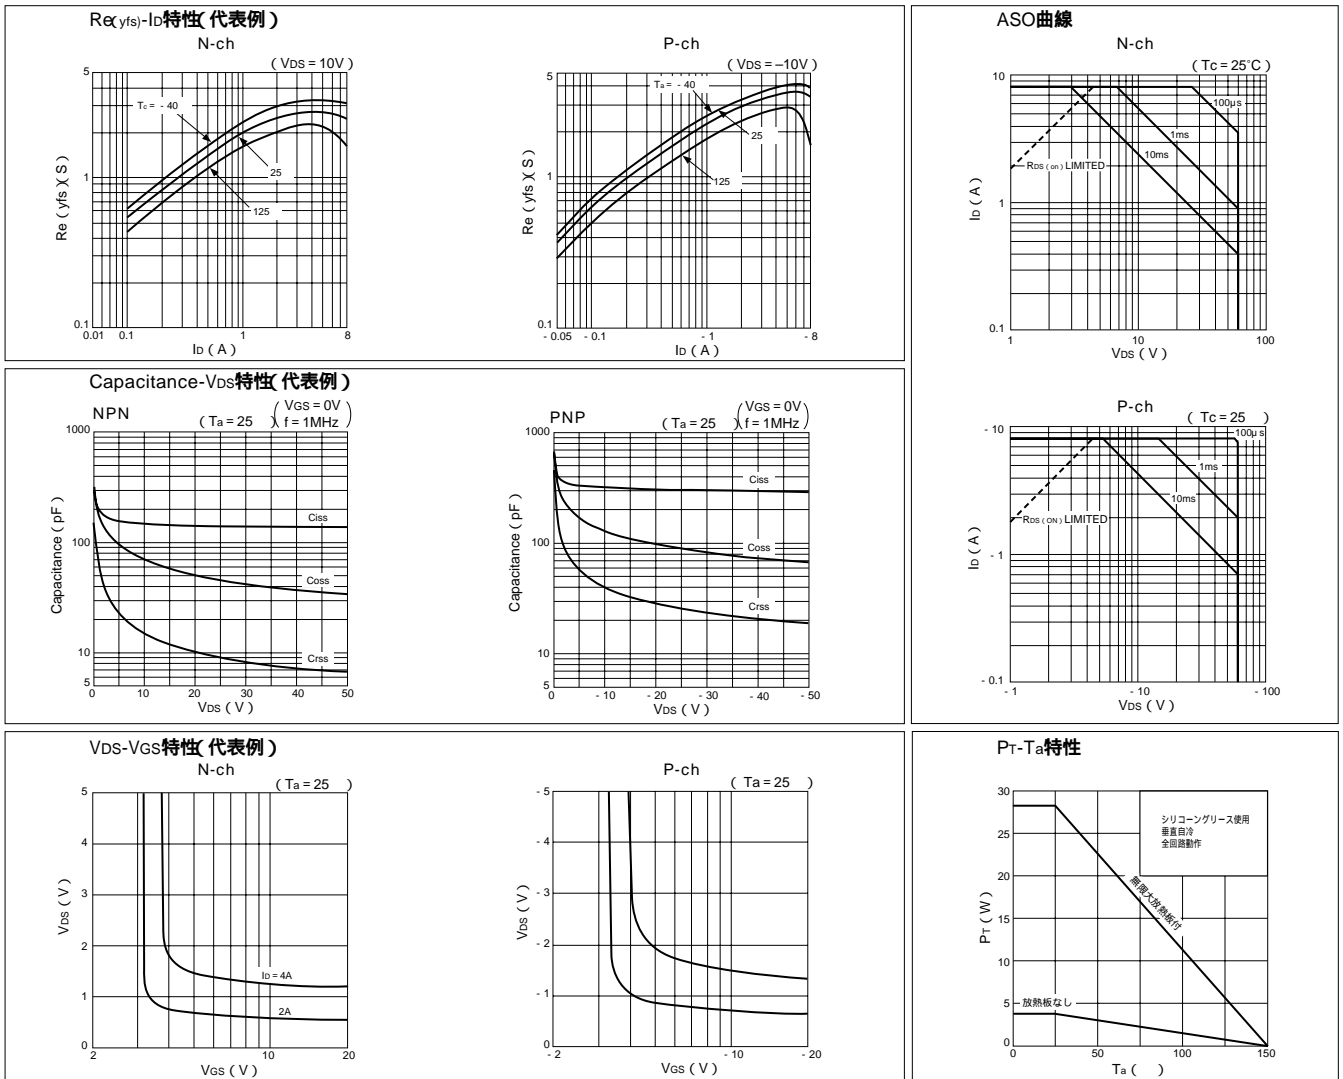 Re(yfs)-ID特性(代表例)
N-ch
(VDS=10V)
5
Tc= -40
1
25
125
0.1
0.01 0.1 1 8
Re(yfs)(S)
ID(A)
P-ch
(VDS=–10V)
5
Ta= -40
25
1
125
0.1
-0.05 -0.1 -1 -8
Re(yfs)(S)
ID(A)
Capacitance-VDS特性(代表例)
NPN
(Ta=25 )(VGS=0V
f=1MHz)
1000
Ciss
100
Coss
Crss
10
5
0 10 20 30 40 50
Capacitance(pF)
VDS(V)
PNP
(Ta=25 )(VGS=0V
f=1MHz)
1000
Ciss
100
Coss
Crss
10
5
0 -10 -20 -30 -40 -50
Capacitance(pF)
VDS(V)
VDS-VGS特性(代表例)
N-ch
(Ta=25 )
5
4
3
2
ID=4A
1
2A
0
2 10 20
VDS(V)
VGS(V)
P-ch
(Ta=25 )
-5
-4
-3
-2
-1
0
-2 -10 -20
VDS(V)
VGS(V)
ASO曲線
N-ch
(Tc=25°C)
10
100μs
1ms
10ms
RDS(on)LIMITED
1
0.1
1 10 100
ID(A)
VDS(V)
P-ch
(Tc=25 )
-10
100μs
1ms
10ms
RDS(ON)LIMITED
-1
-0.1
-1 -10 -100
ID(A)
VDS(V)
PT-Ta特性
30
シリコーングリース使用
垂直自冷
全回路動作
25
20
無限大放熱板付
15
10
5
放熱板なし
0
0 50 100 150
PT(W)
Ta( )